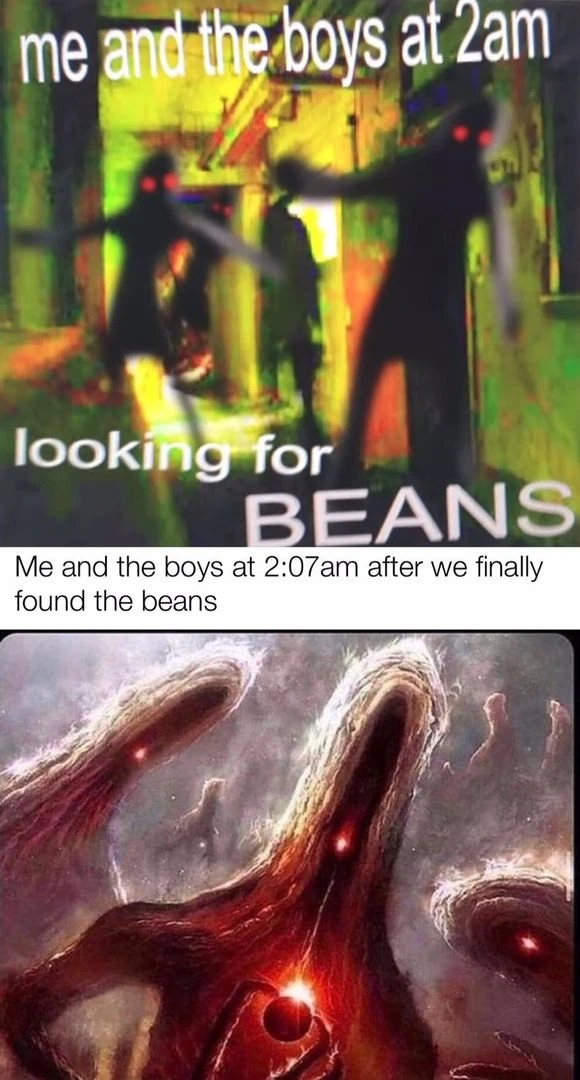 me and the boys at 2am
looking for
BEANS
Me and the boys at 2:07am after we finally
found the beans